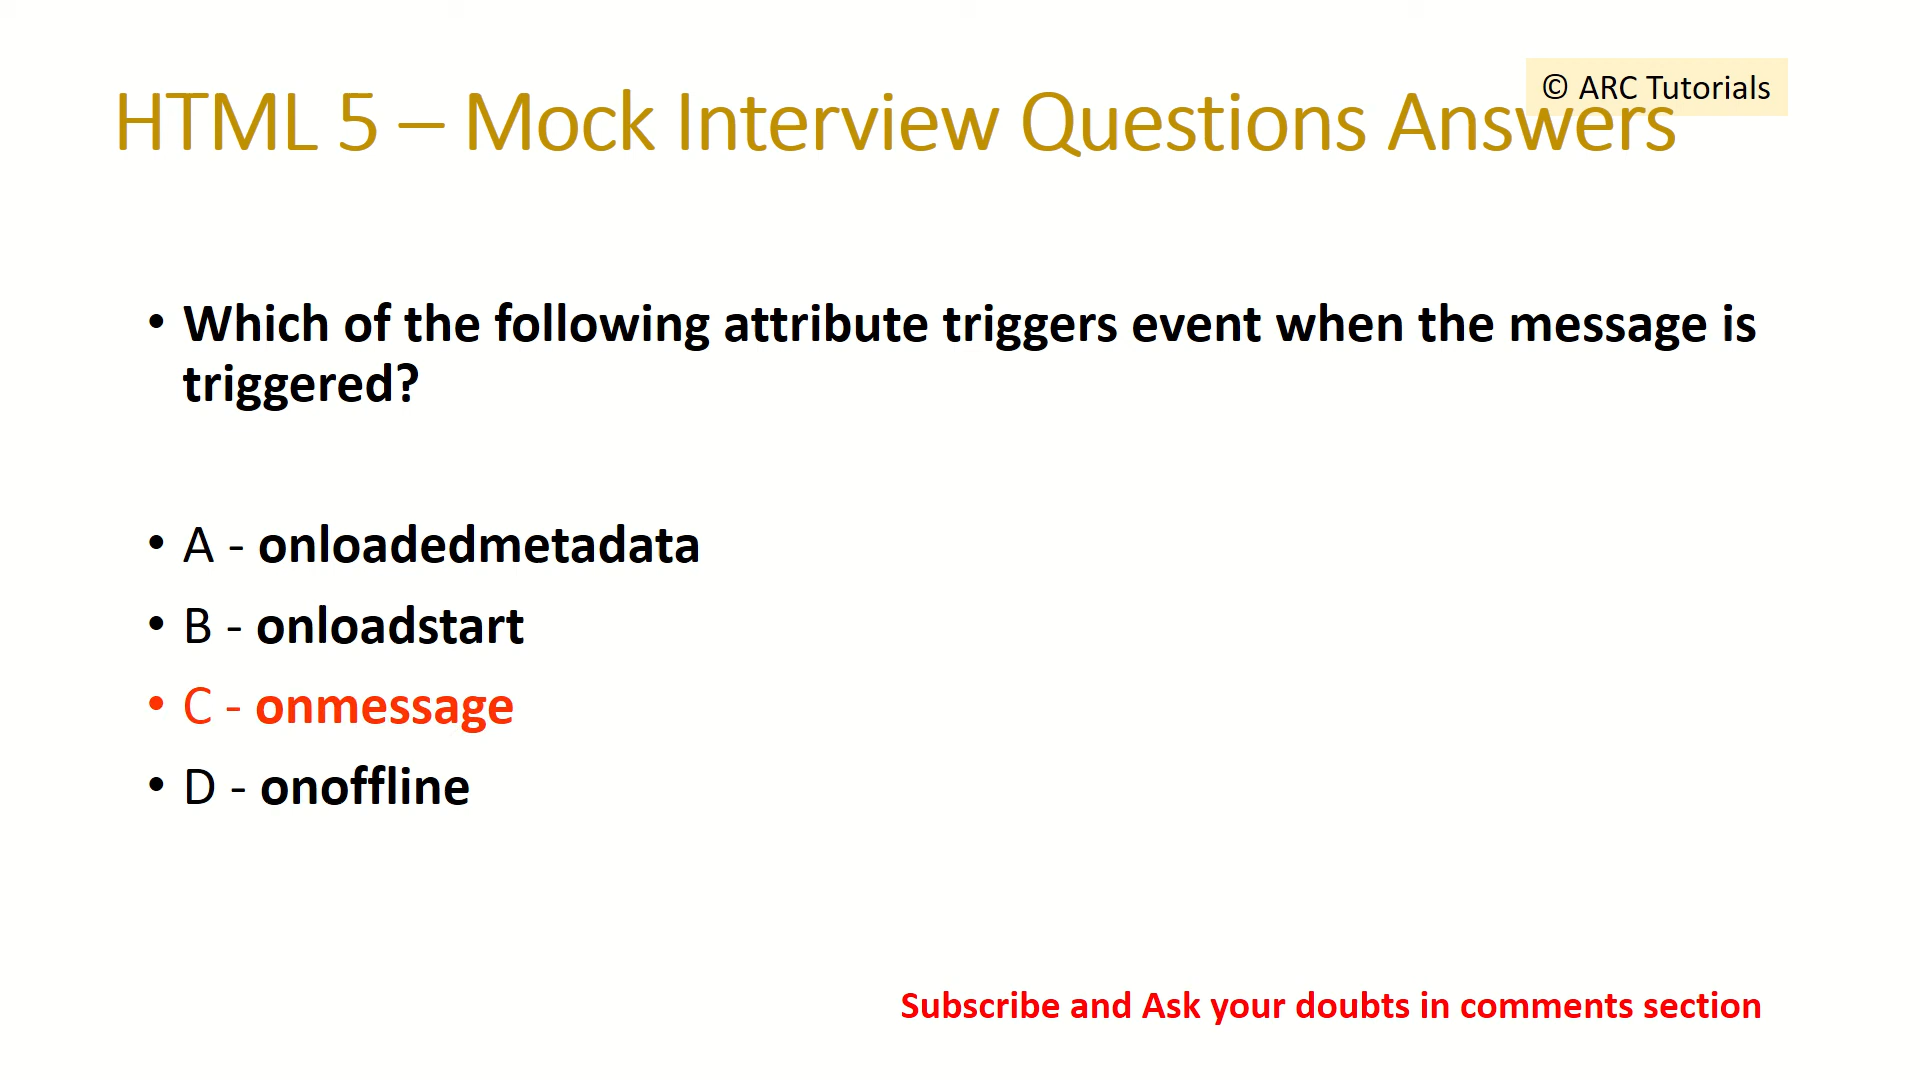 © ARC Tutorials
HTML 5 – Mock Interview Questions Answers
• Which of the following attribute triggers event when the message is
triggered?
• A - onloadedmetadata
• B - onloadstart
• C - onmessage
• D - onoffline
Subscribe and Ask your doubts in comments section